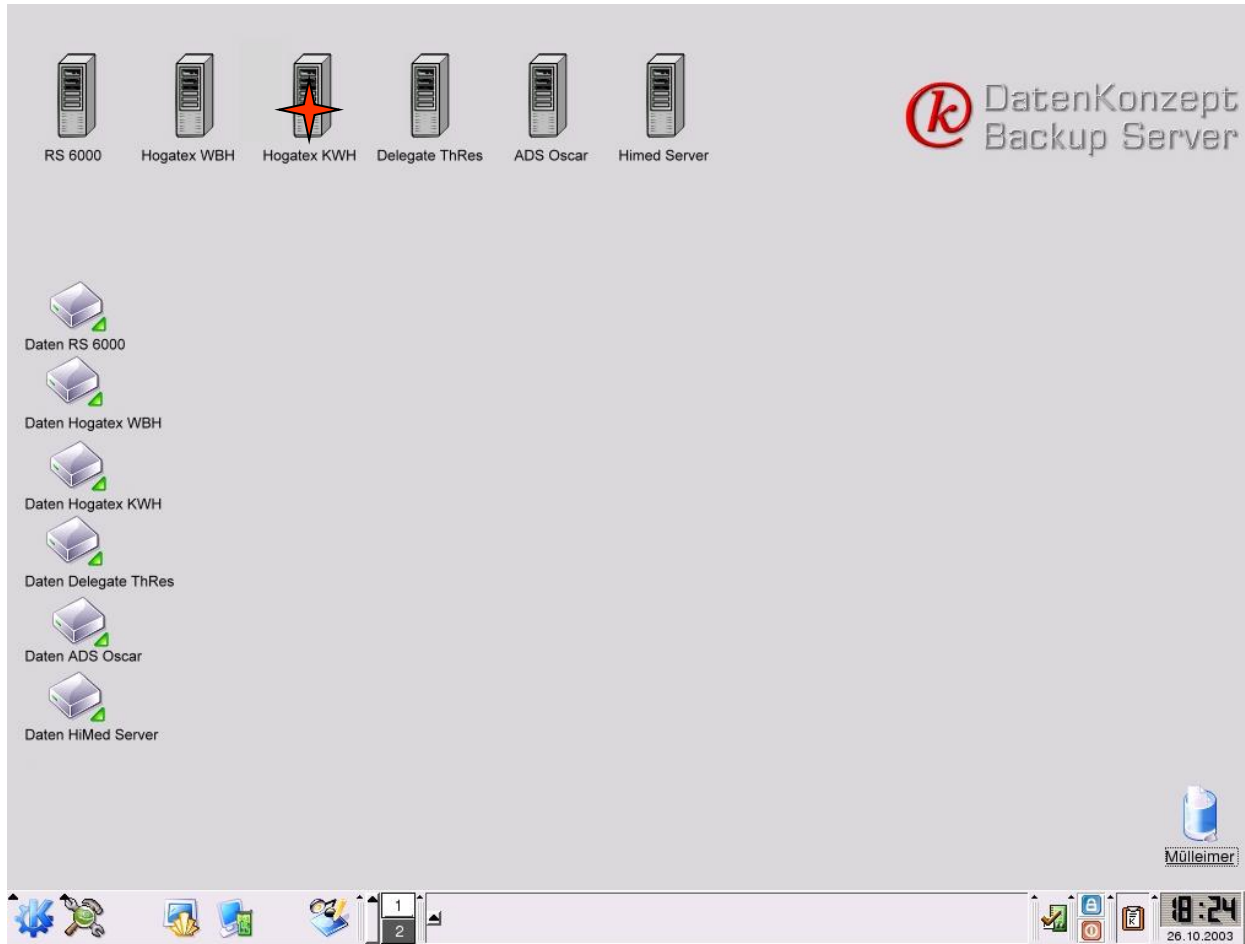 RS 6000
Hogatex WBH
Hogatex KWH
Delegate ThRes
ADS Oscar
Himed Server
k DatenKonzept
Backup Server
Daten RS 6000
Daten Hogatex WBH
Daten Hogatex KWH
Daten Delegate ThRes
Daten ADS Oscar
Daten HiMed Server
Mülleimer
1
2
18:24
26.10.2003